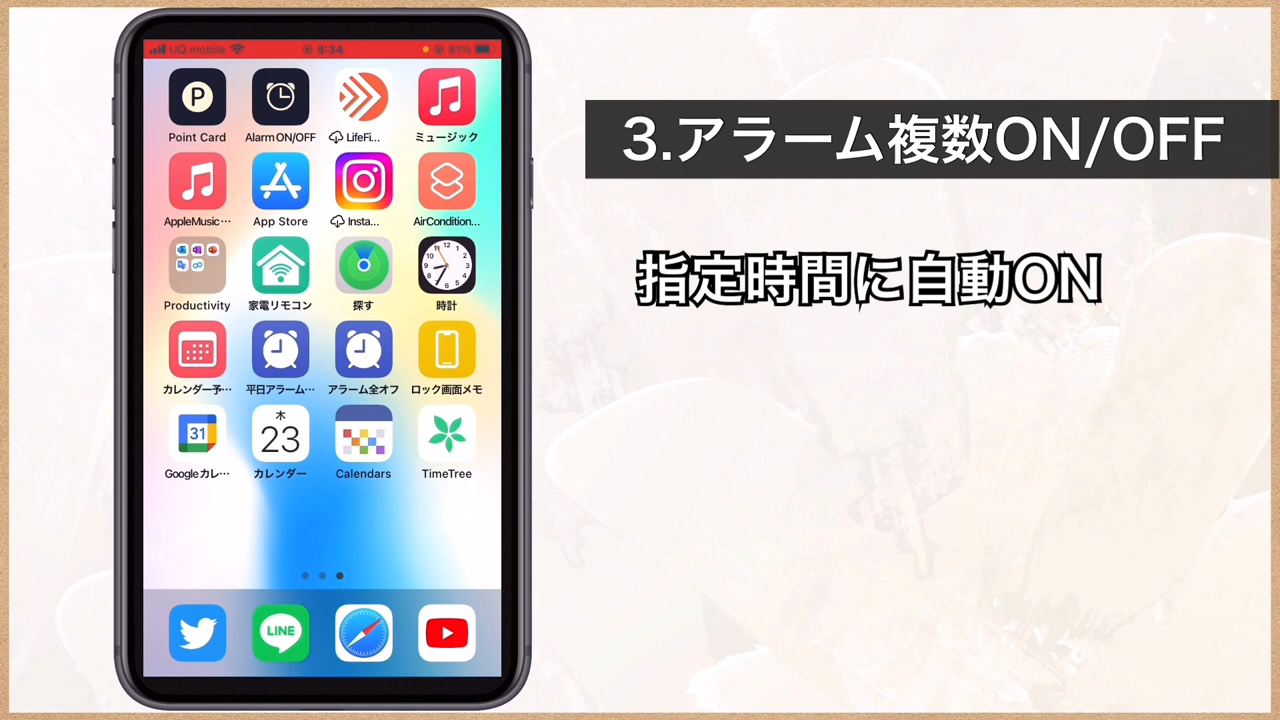 UQ mobile 8:34 81%
Point Card Alarm ON/OFF LifeFi... ミュージック
AppleMusic… App Store Insta... AirCondition...
Productivity 家電リモコン 探す 時計
カレンダー予… 平日アラーム… アラーム全オフ ロック画面メモ
31 木 23
Googleカレ… カレンダー Calendars TimeTree
LINE
3.アラーム複数ON/OFF
指定時間に自動ON